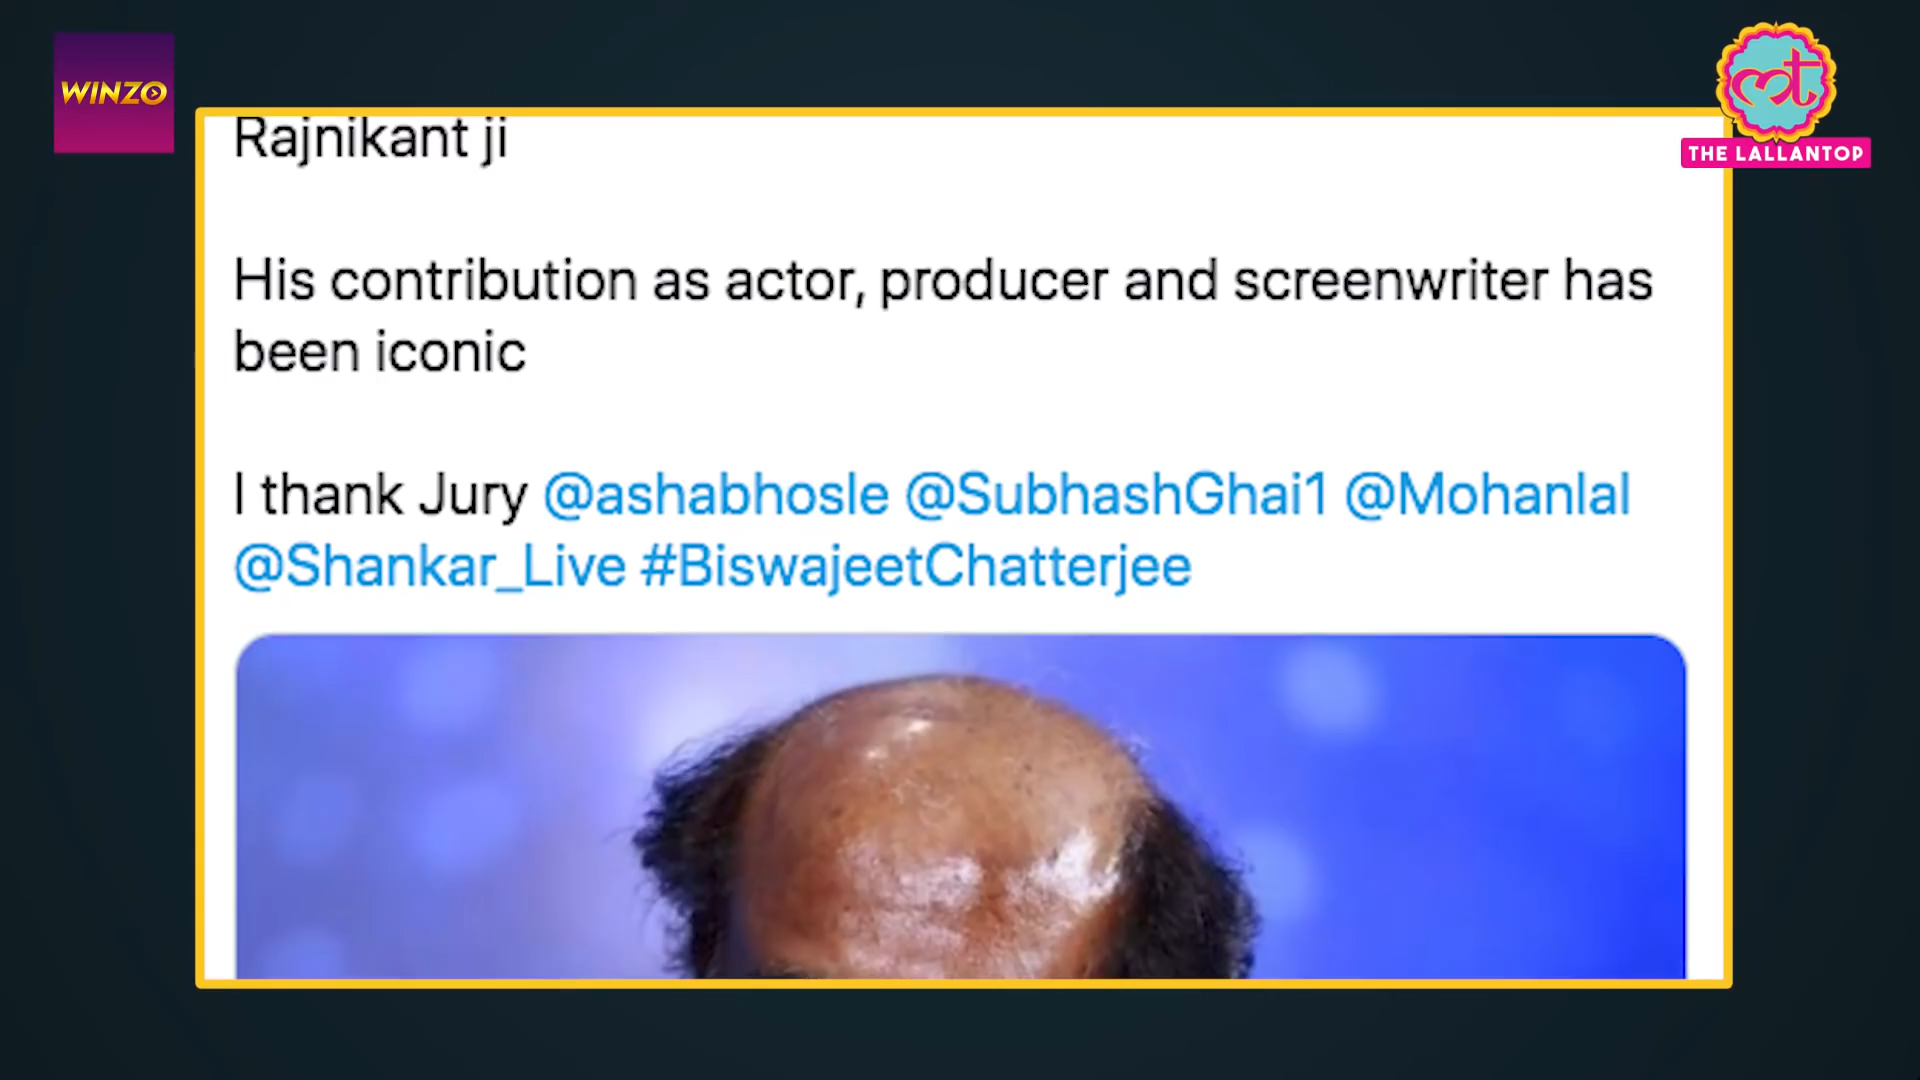 WINZO
THE LALLANTOP
Rajnikant ji
His contribution as actor, producer and screenwriter has
been iconic
I thank Jury @ashabhosle @SubhashGhai1 @Mohanlal
@Shankar_Live #BiswajeetChatterjee